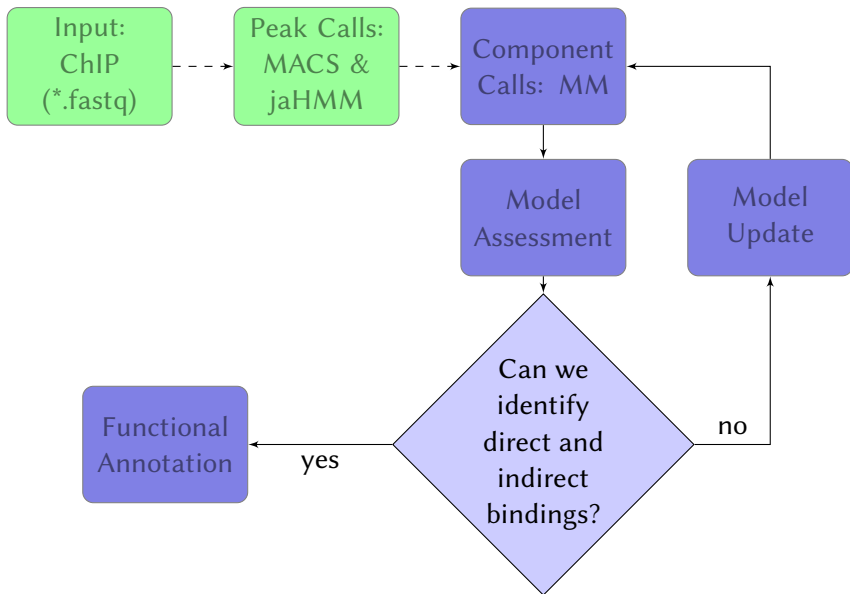 Input:
ChIP
(*.fastq)
Peak Calls:
MACS &
jaHMM
Component
Calls: MM
Model
Assessment
Model
Update
Can we
identify
direct and
indirect
bindings?
no
yes
Functional
Annotation